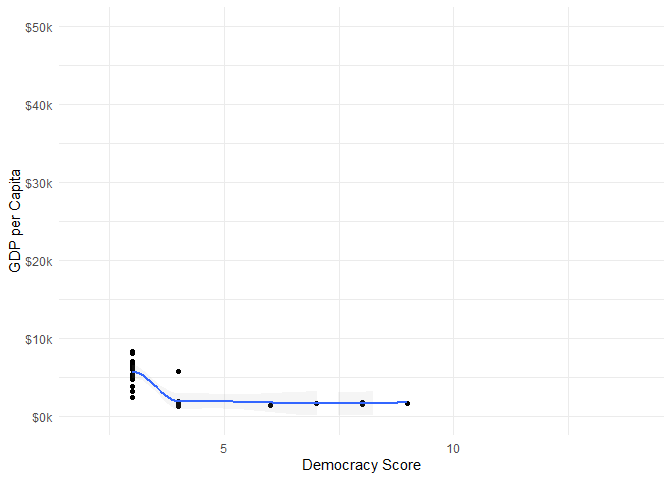 $50k
$40k
$30k
$20k
$10k
$0k
GDP per Capita
5 10
Democracy Score